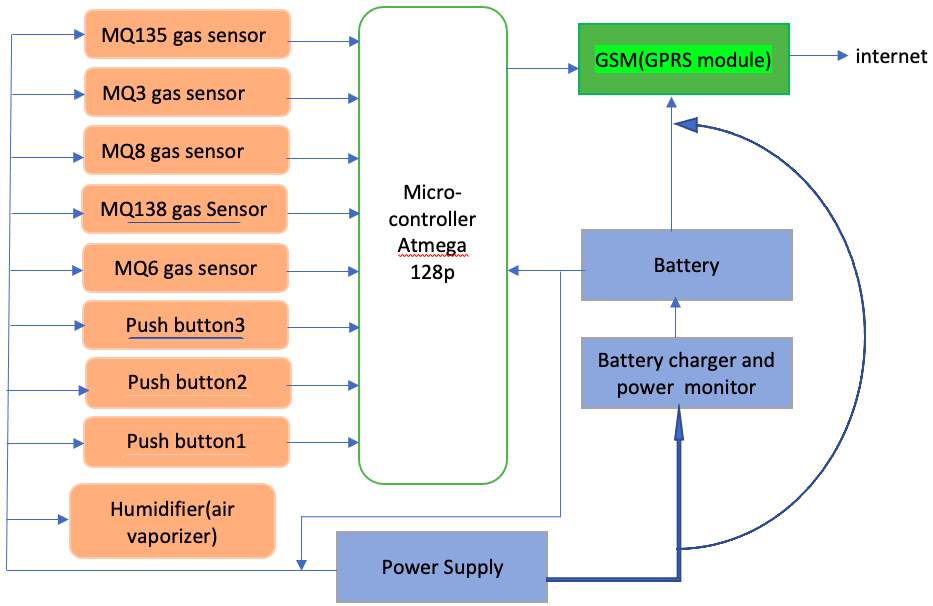 MQ135 gas sensor
MQ3 gas sensor
MQ8 gas sensor
MQ138 gas Sensor
MQ6 gas sensor
Push button3
Push button2
Push button1
Humidifier(air
vaporizer)
Micro-
controller
Atmega
128p
GSM(GPRS module)
internet
Battery
Battery charger and
power monitor
Power Supply